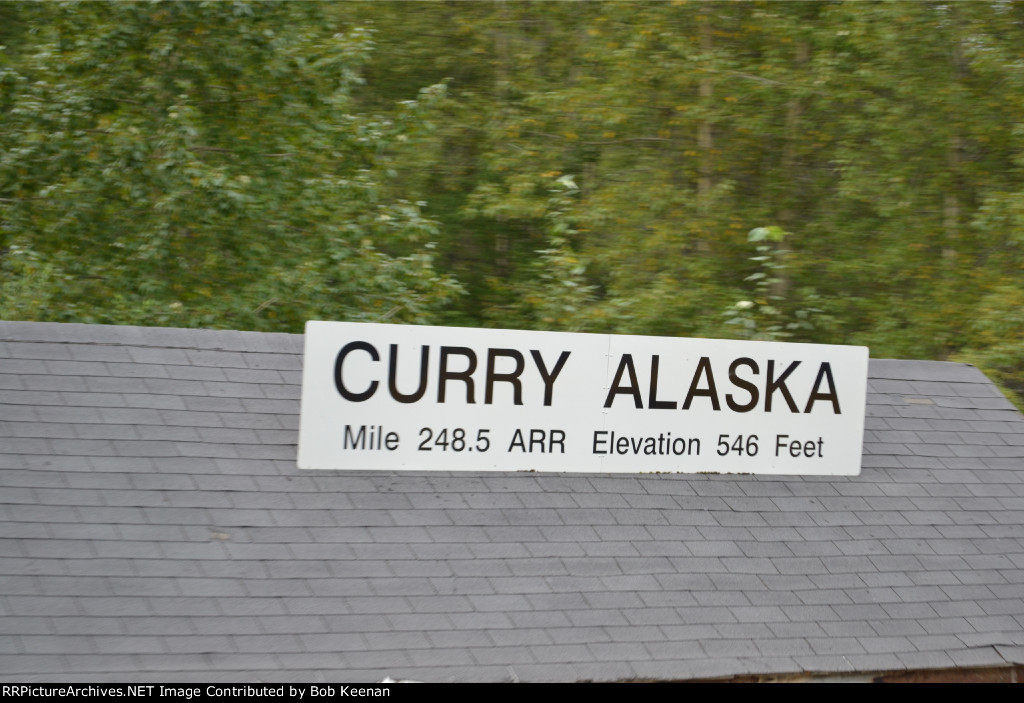 CURRY ALASKA
Mile 248.5 ARR Elevation 546 Feet
RRPictureArchives.NET Image Contributed by Bob Keenan